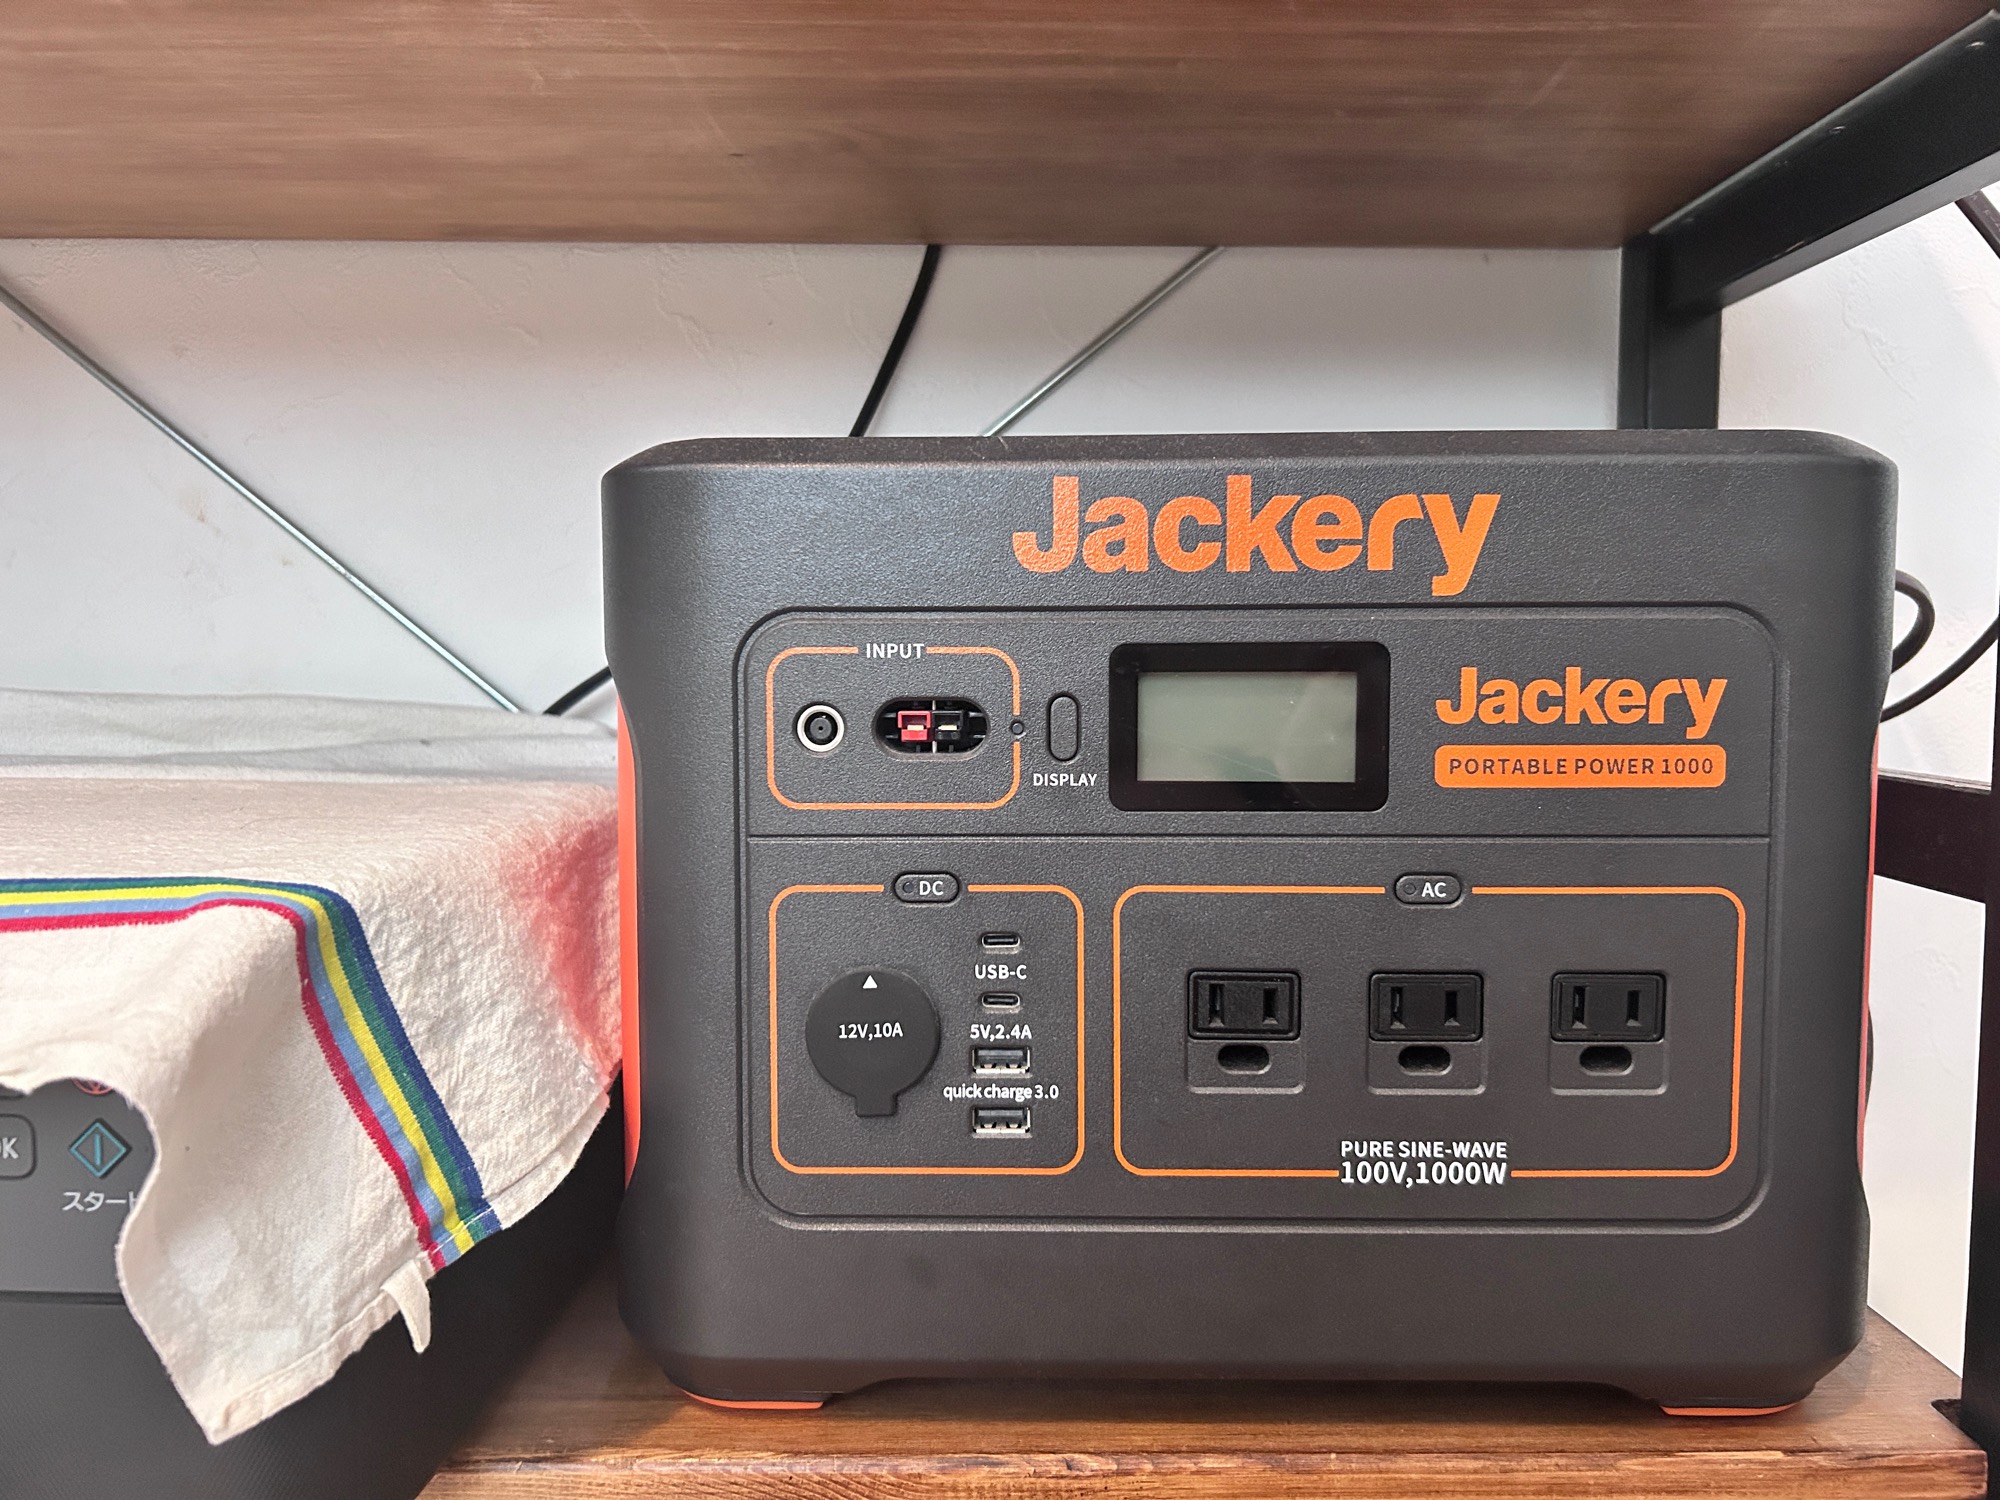 Jackery
INPUT
DISPLAY
Jackery
PORTABLE POWER 1000
DC
AC
USB-C
12V,10A
5V,2.4A
quick charge 3.0
PURE SINE-WAVE
100V,1000W
スタート